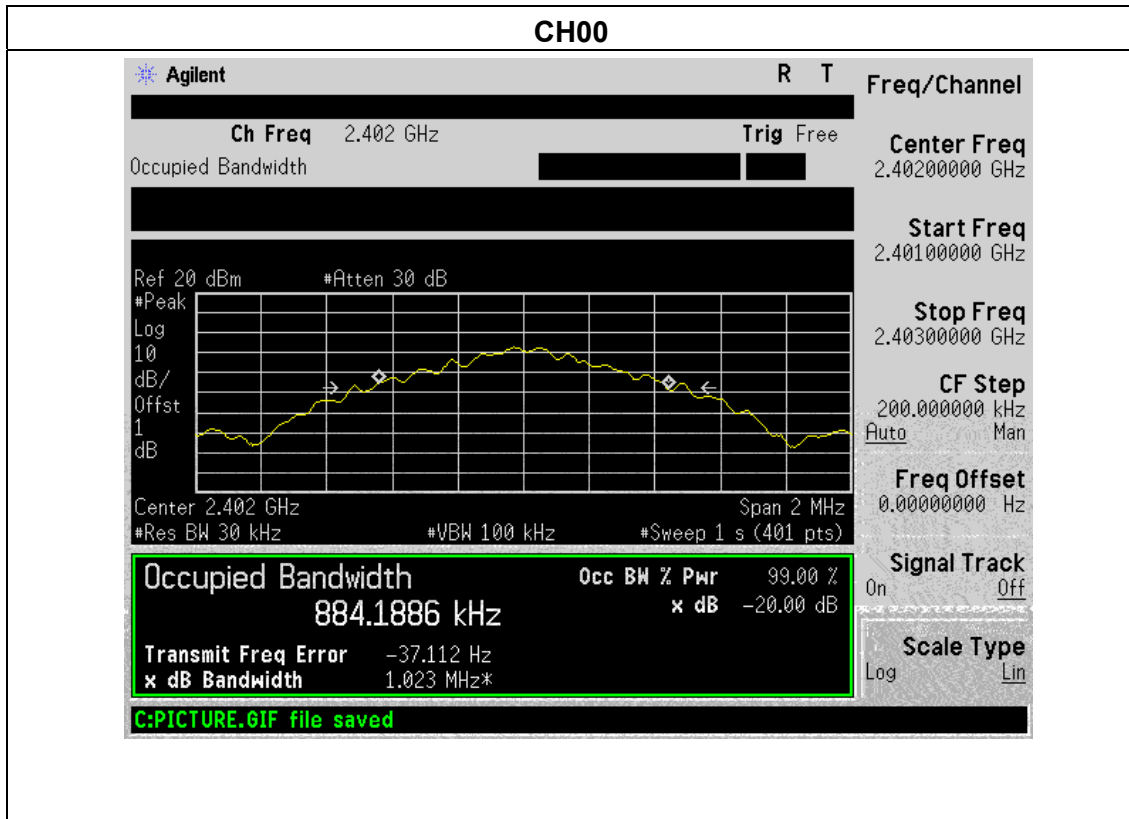 CH00
Agilent R T
Freq/Channel
Ch Freq 2.402 GHz Trig Free
Occupied Bandwidth
Center Freq
2.40200000 GHz
Start Freq
2.40100000 GHz
Stop Freq
2.40300000 GHz
CF Step
200.000000 kHz
Auto Man
Freq Offset
0.00000000 Hz
Signal Track
On Off
Scale Type
Log Lin
Ref 20 dBm #Atten 30 dB
#Peak
Log
10
dB/
Offst
1
dB
Center 2.402 GHz Span 2 MHz
#Res BW 30 kHz #VBW 100 kHz #Sweep 1 s (401 pts)
Occupied Bandwidth Occ BW % Pwr 99.00 %
884.1886 kHz x dB -20.00 dB
Transmit Freq Error -37.112 Hz
x dB Bandwidth 1.023 MHz*
C:PICTURE.GIF file saved